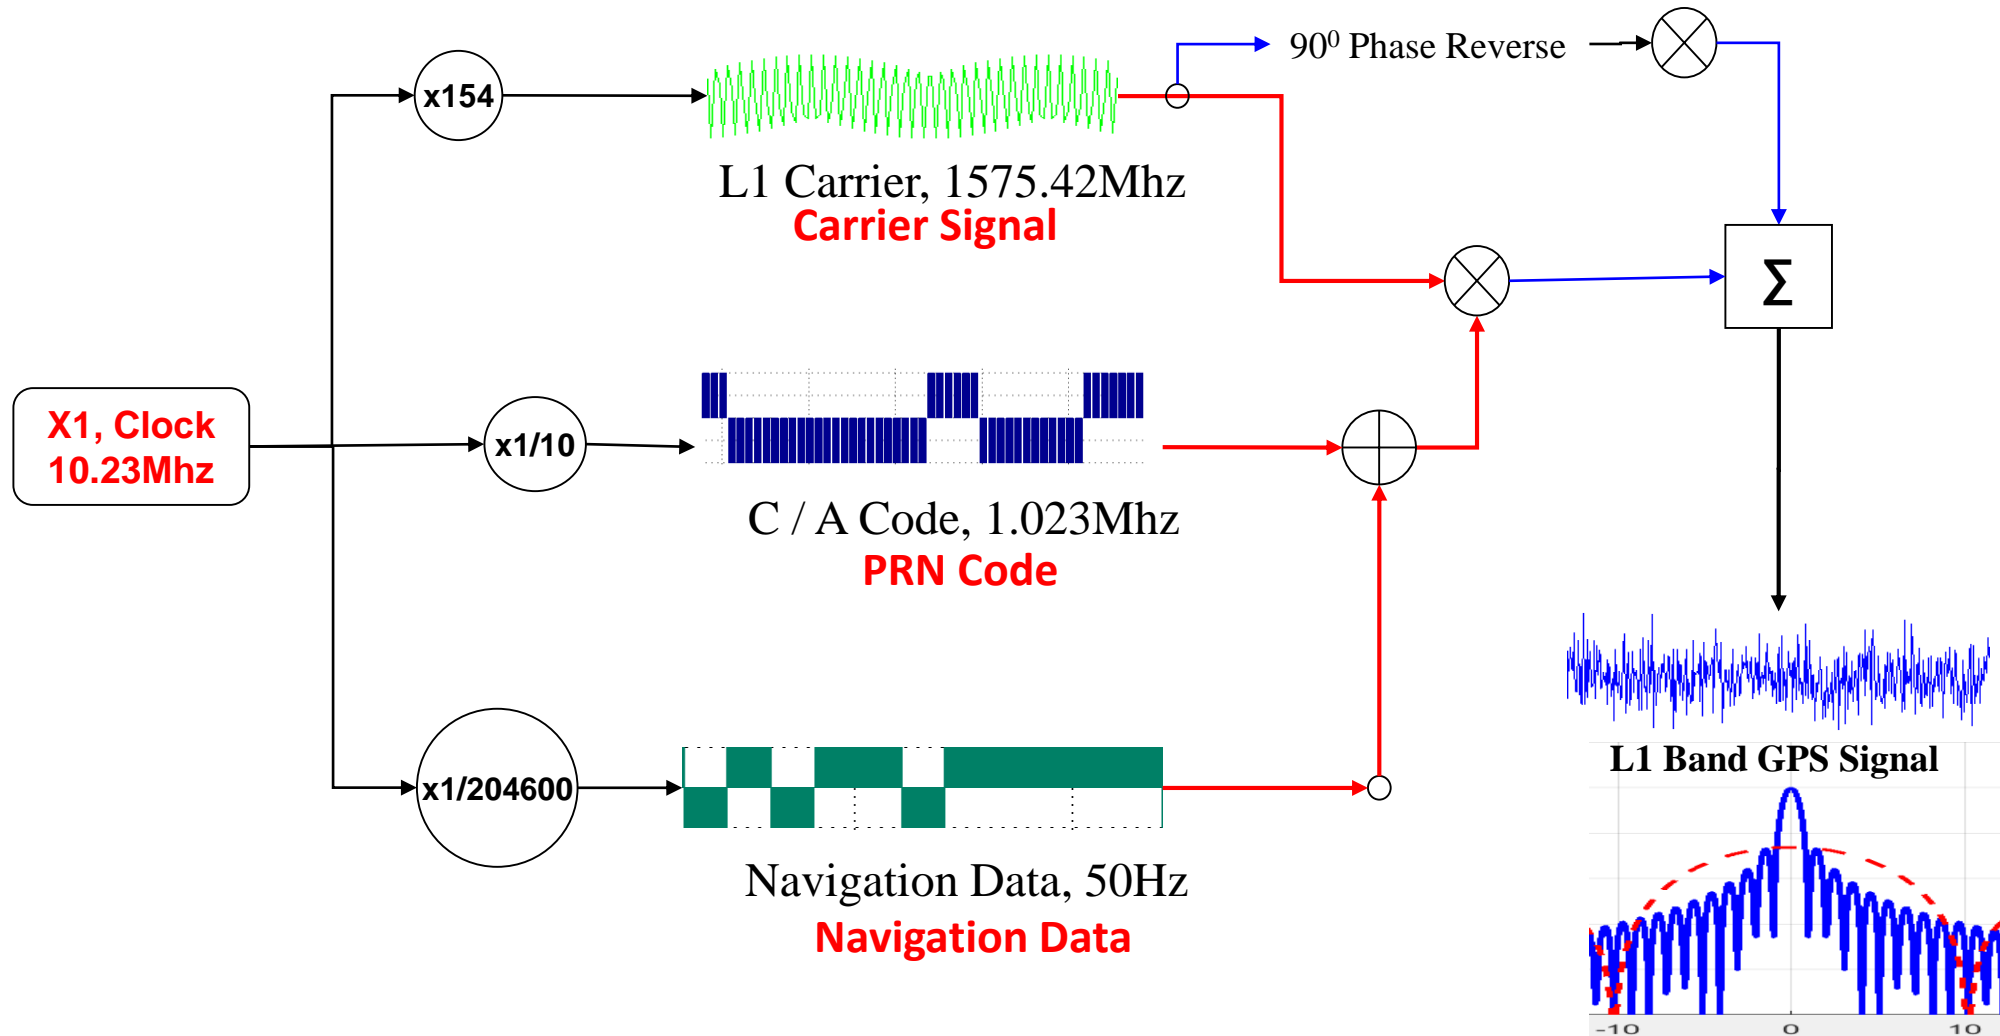 90⁰ Phase Reverse
x154
L1 Carrier, 1575.42Mhz
Carrier Signal
Σ
X1, Clock
10.23Mhz
x1/10
C / A Code, 1.023Mhz
PRN Code
x1/204600
Navigation Data, 50Hz
Navigation Data
L1 Band GPS Signal
-10 0 10